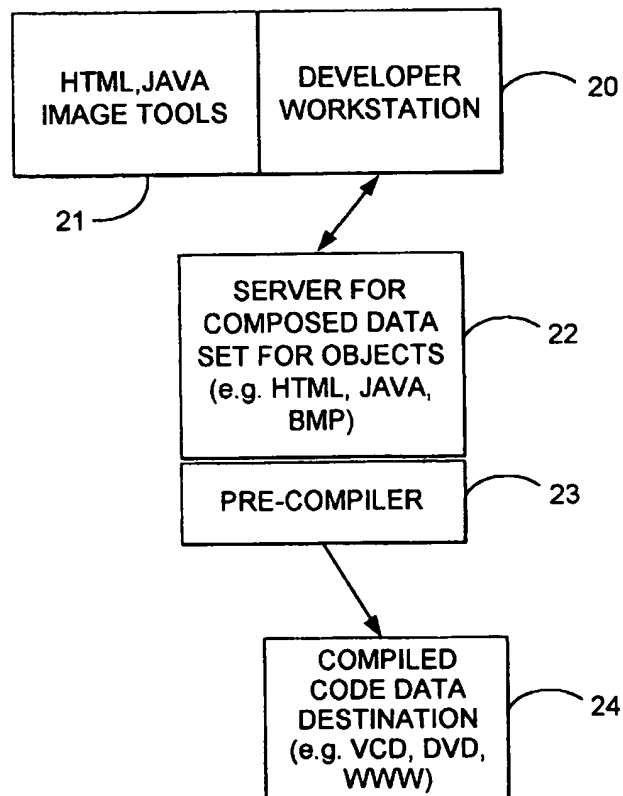 HTML,JAVA
IMAGE TOOLS
DEVELOPER
WORKSTATION
20
21
SERVER FOR
COMPOSED DATA
SET FOR OBJECTS
(e.g. HTML, JAVA,
BMP)
22
PRE-COMPILER
23
COMPILED
CODE DATA
DESTINATION
(e.g. VCD, DVD,
WWW)
24